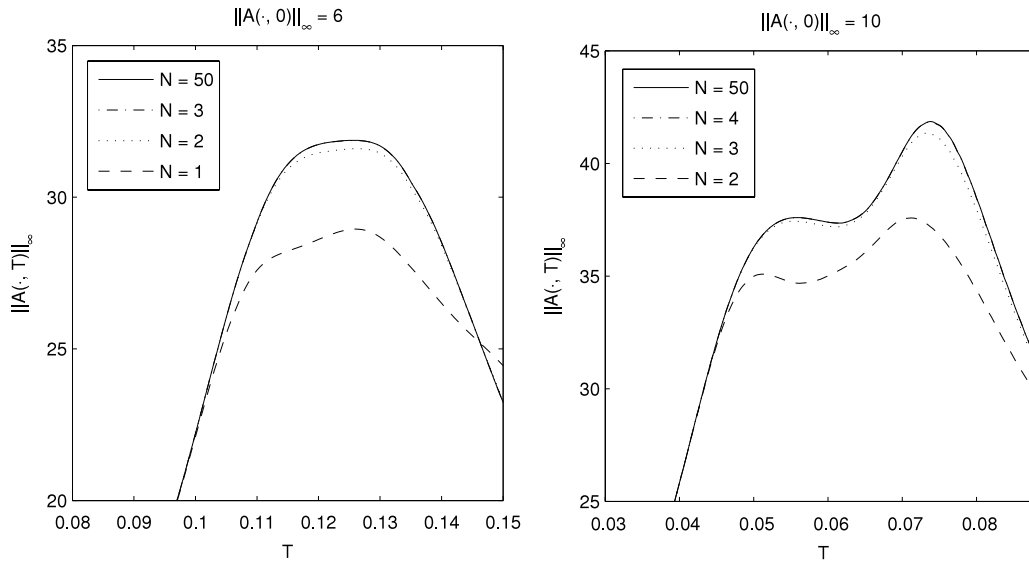 ||A(·, 0)||∞ = 6
35
30
25
20
||A(·, T)||∞
N = 50
N = 3
N = 2
N = 1
0.08 0.09 0.1 0.11 0.12 0.13 0.14 0.15
T
||A(·, 0)||∞ = 10
45
40
35
30
25
||A(·, T)||∞
N = 50
N = 4
N = 3
N = 2
0.03 0.04 0.05 0.06 0.07 0.08
T